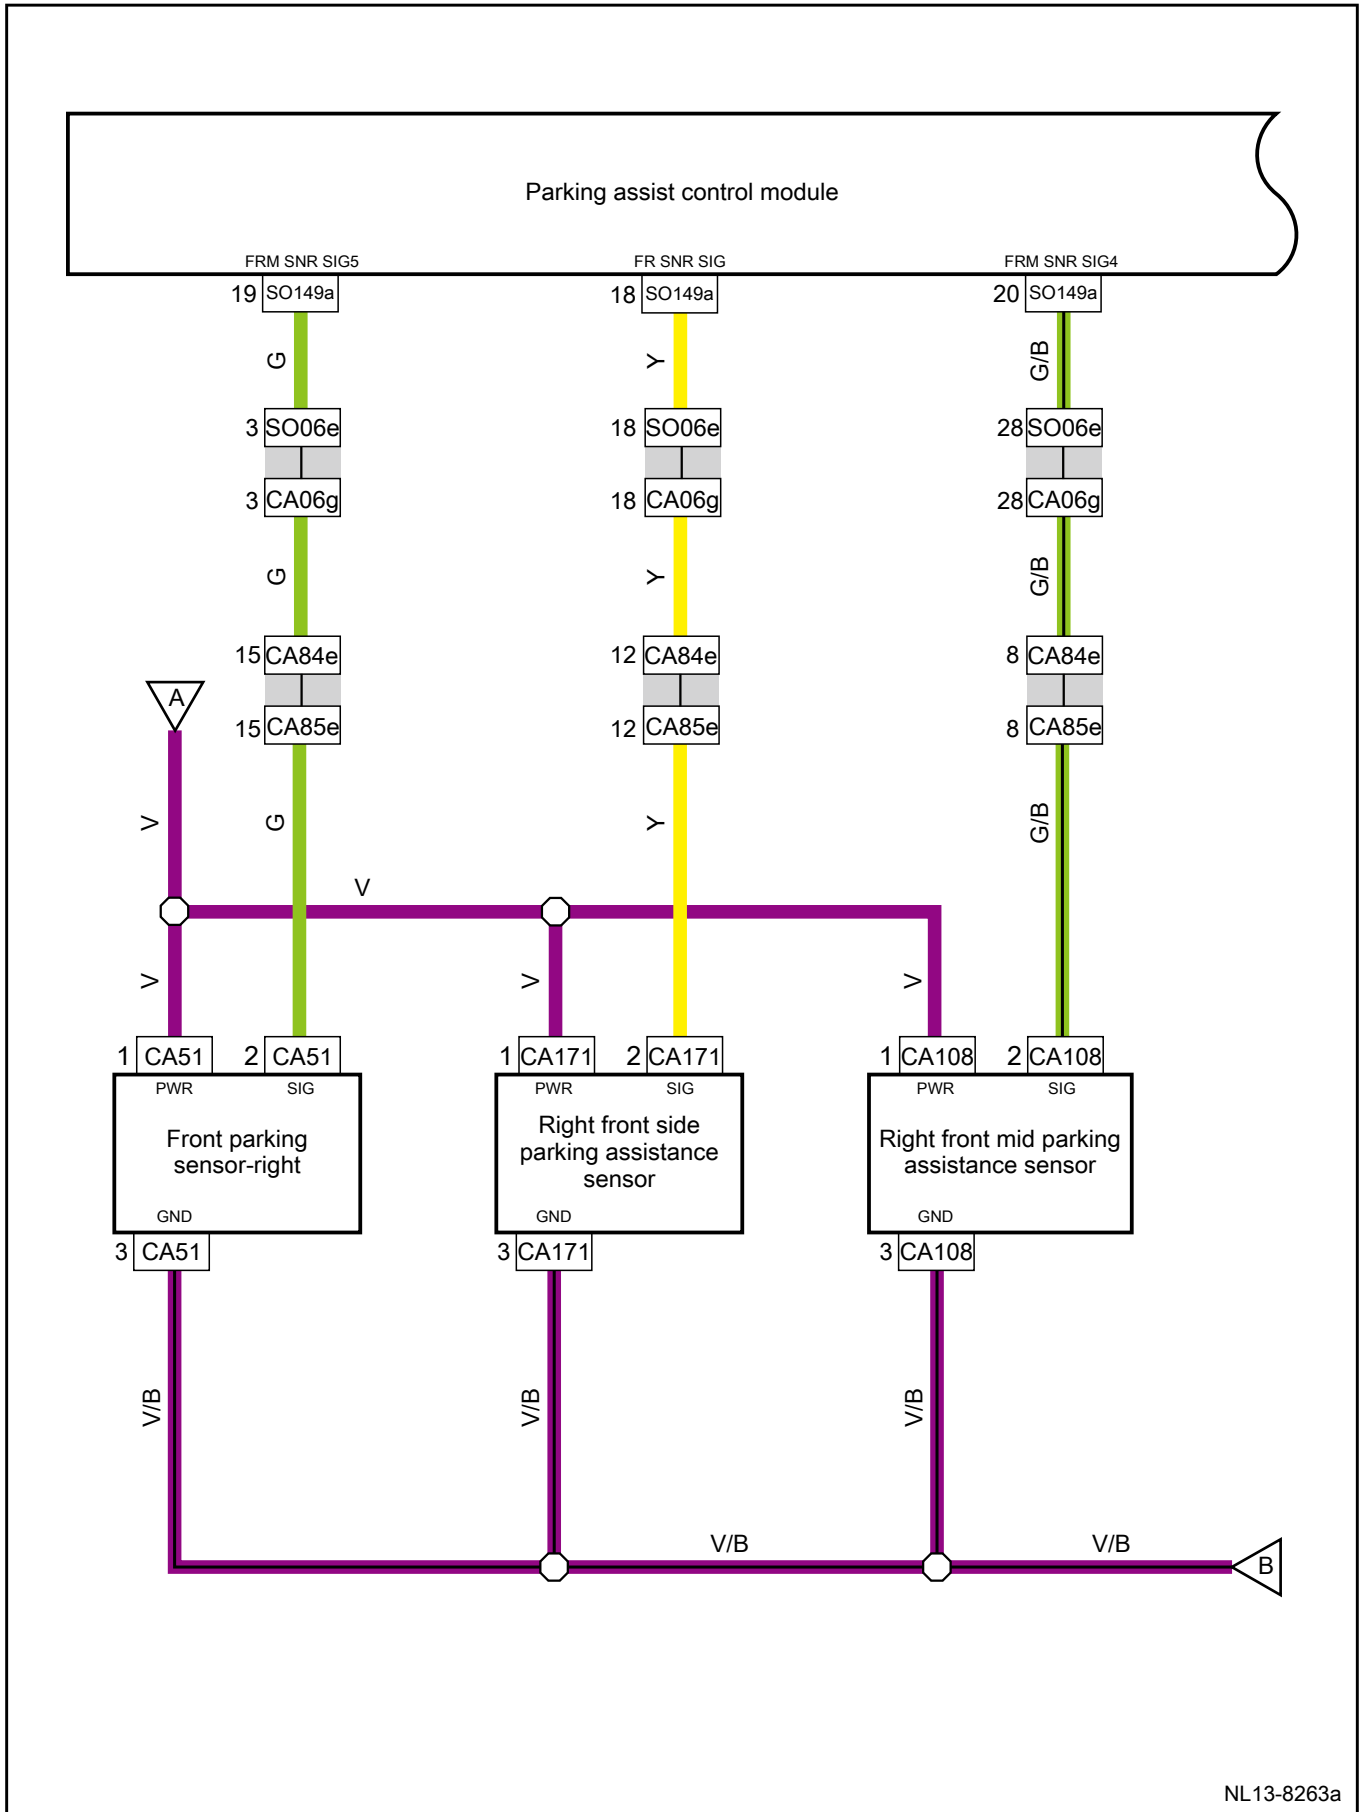 Parking assist control module
FRM SNR SIG5 FR SNR SIG FRM SNR SIG4
19 SO149a 18 SO149a 20 SO149a
G Y G/B
3 SO06e 18 SO06e 28 SO06e
3 CA06g 18 CA06g 28 CA06g
G Y G/B
15 CA84e 12 CA84e 8 CA84e
A
15 CA85e 12 CA85e 8 CA85e
V G Y G/B
V
V V V
1 CA51 2 CA51 1 CA171 2 CA171 1 CA108 2 CA108
PWR SIG PWR SIG PWR SIG
Front parking
sensor-right
Right front side
parking assistance
sensor
Right front mid parking
assistance sensor
GND GND GND
3 CA51 3 CA171 3 CA108
V/B V/B V/B
V/B V/B
B
NL13-8263a